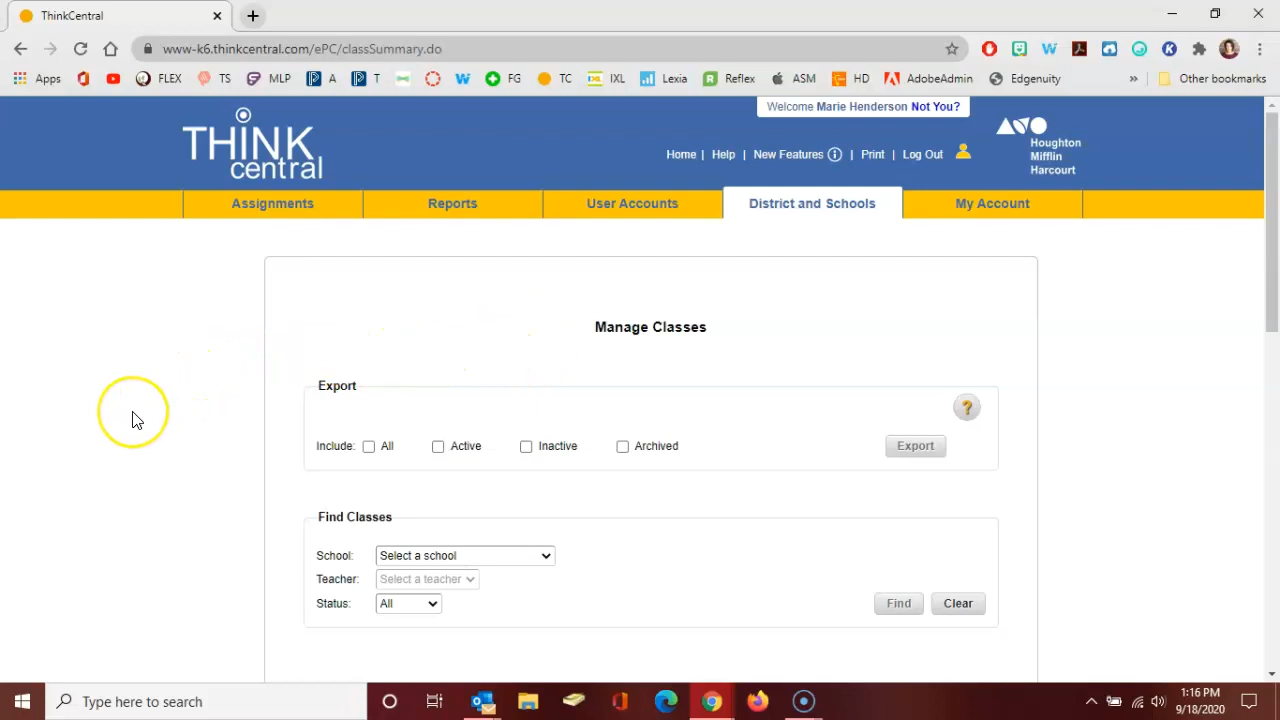 ThinkCentral
www-k6.thinkcentral.com/ePC/classSummary.do
Apps FLEX TS MLP A T FG TC IXL Lexia Reflex ASM HD AdobeAdmin Edgenuity » Other bookmarks
Welcome Marie Henderson Not You?
THINK
central
Home | Help | New Features | Print | Log Out
Houghton
Mifflin
Harcourt
Assignments Reports User Accounts District and Schools My Account
Manage Classes
Export
?
Include: All Active Inactive Archived Export
Find Classes
School: Select a school
Teacher: Select a teacher
Status: All Find Clear
Type here to search
1:16 PM
9/18/2020